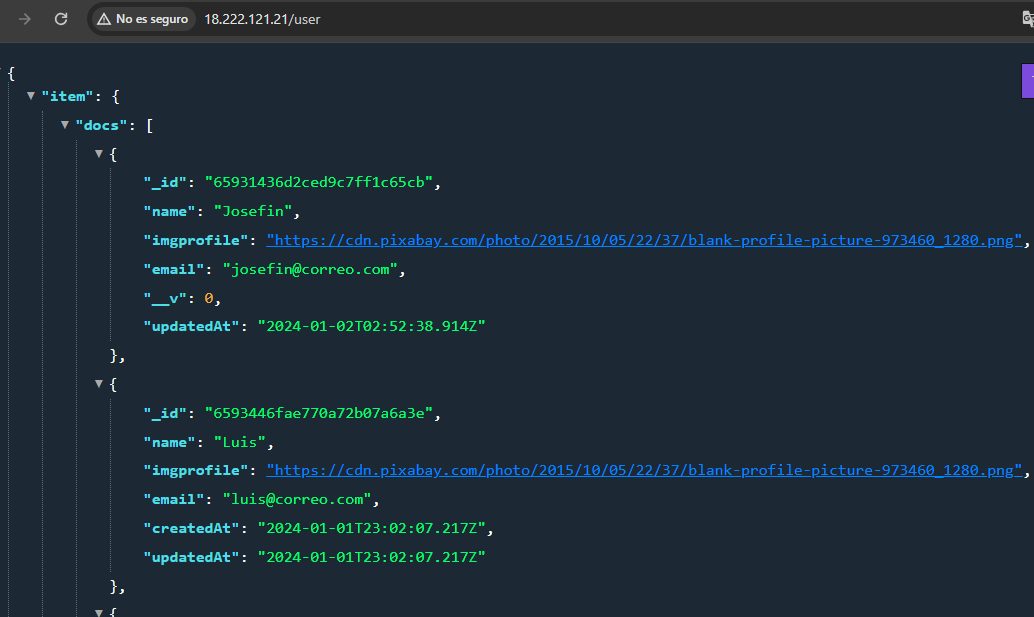 No es seguro 18.222.121.21/user
{
"item": {
"docs": [
{
"_id": "65931436d2ced9c7ff1c65cb",
"name": "Josefin",
"imgprofile": "https://cdn.pixabay.com/photo/2015/10/05/22/37/blank-profile-picture-973460_1280.png",
"email": "josefin@correo.com",
"__v": 0,
"updatedAt": "2024-01-02T02:52:38.914Z"
},
{
"_id": "6593446fae770a72b07a6a3e",
"name": "Luis",
"imgprofile": "https://cdn.pixabay.com/photo/2015/10/05/22/37/blank-profile-picture-973460_1280.png",
"email": "luis@correo.com",
"createdAt": "2024-01-01T23:02:07.217Z",
"updatedAt": "2024-01-01T23:02:07.217Z"
},
{